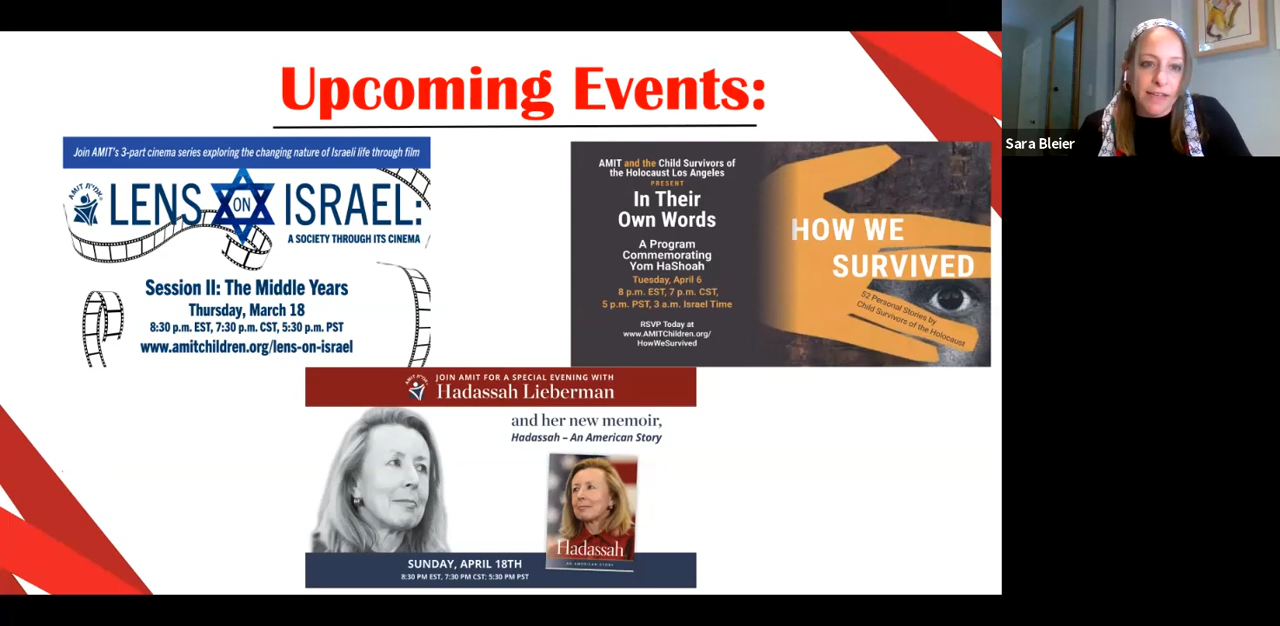 Upcoming Events:
Join AMIT's 3-part cinema series exploring the changing nature of Israeli life through film
LENS ON ISRAEL:
A SOCIETY THROUGH ITS CINEMA
Session II: The Middle Years
Thursday, March 18
8:30 p.m. EST, 7:30 p.m. CST, 5:30 p.m. PST
www.amitchildren.org/lens-on-israel
AMIT and the Child Survivors of
the Holocaust Los Angeles
PRESENT
In Their
Own Words
A Program
Commemorating
Yom HaShoah
Tuesday, April 6
8 p.m. EST, 7 p.m. CST,
5 p.m. PST, 3 a.m. Israel Time
RSVP Today at
www.AMITChildren.org/
HowWeSurvived
HOW WE
SURVIVED
52 Personal Stories by
Child Survivors of the Holocaust
JOIN AMIT FOR A SPECIAL EVENING WITH
Hadassah Lieberman
and her new memoir,
Hadassah – An American Story
Hadassah
AN AMERICAN STORY
SUNDAY, APRIL 18TH
8:30 PM EST, 7:30 PM CST; 5:30 PM PST
Sara Bleier